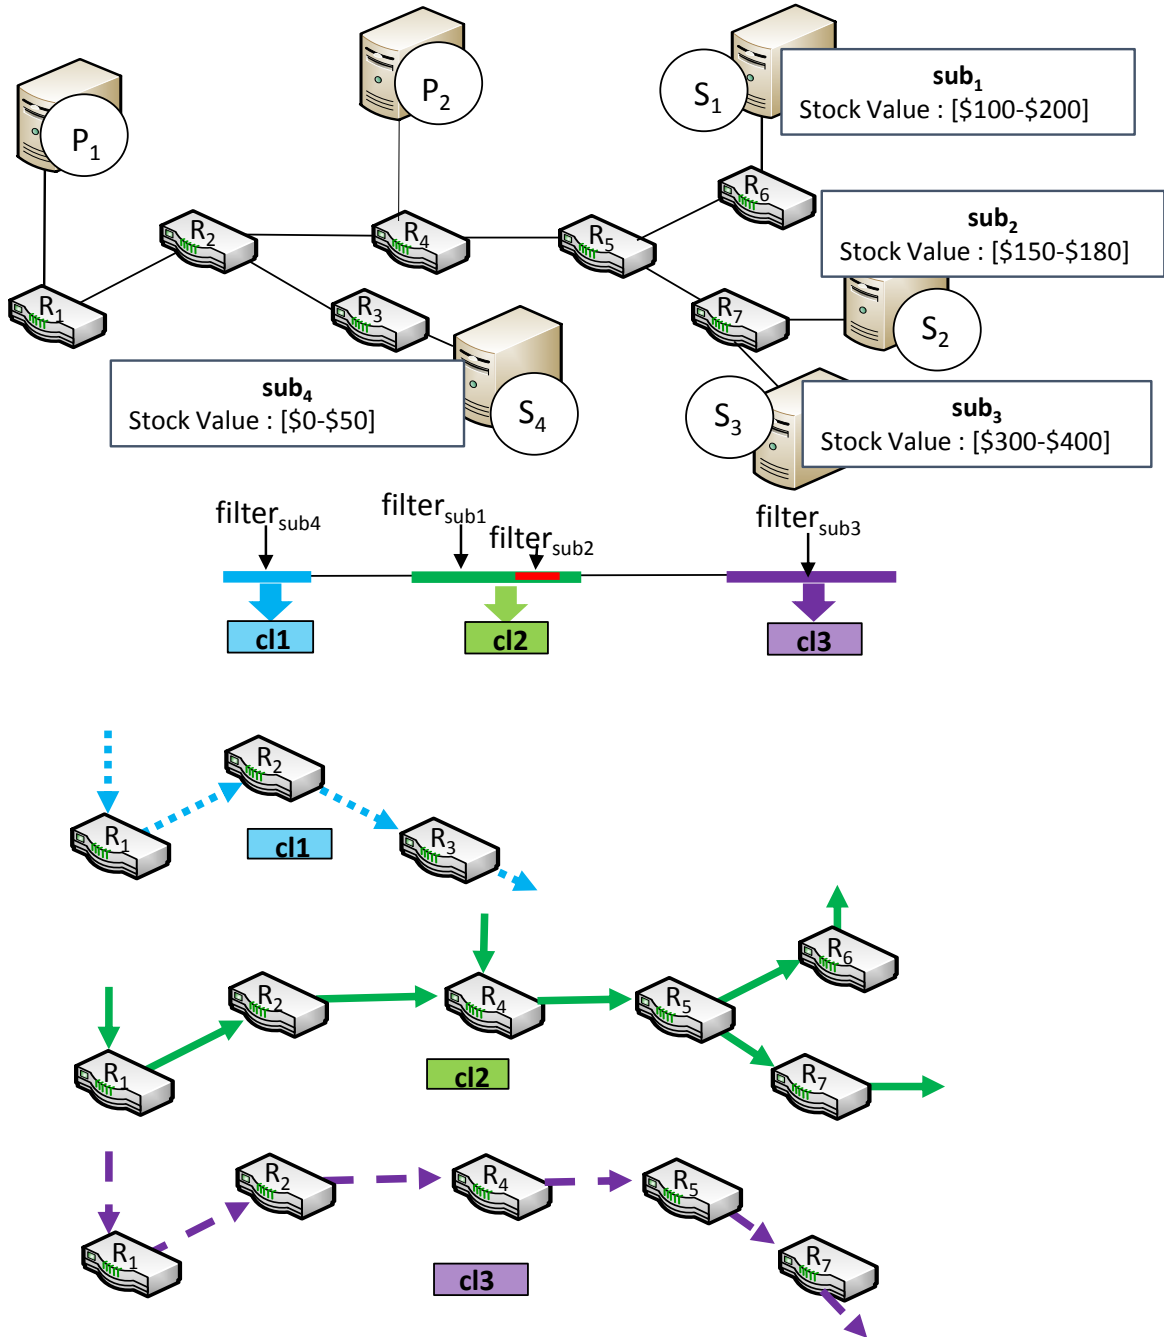 P1
P2
S1
sub1
Stock Value : [$100-$200]
R6
sub2
Stock Value : [$150-$180]
R2
R4
R5
R1
R3
R7
S2
sub4
Stock Value : [$0-$50]
S4
S3
sub3
Stock Value : [$300-$400]
filtersub4
filtersub1
filtersub2
filtersub3
cl1
cl2
cl3
R2
R1
cl1
R3
R6
R2
R4
R5
R1
cl2
R7
R2
R4
R5
R1
cl3
R7